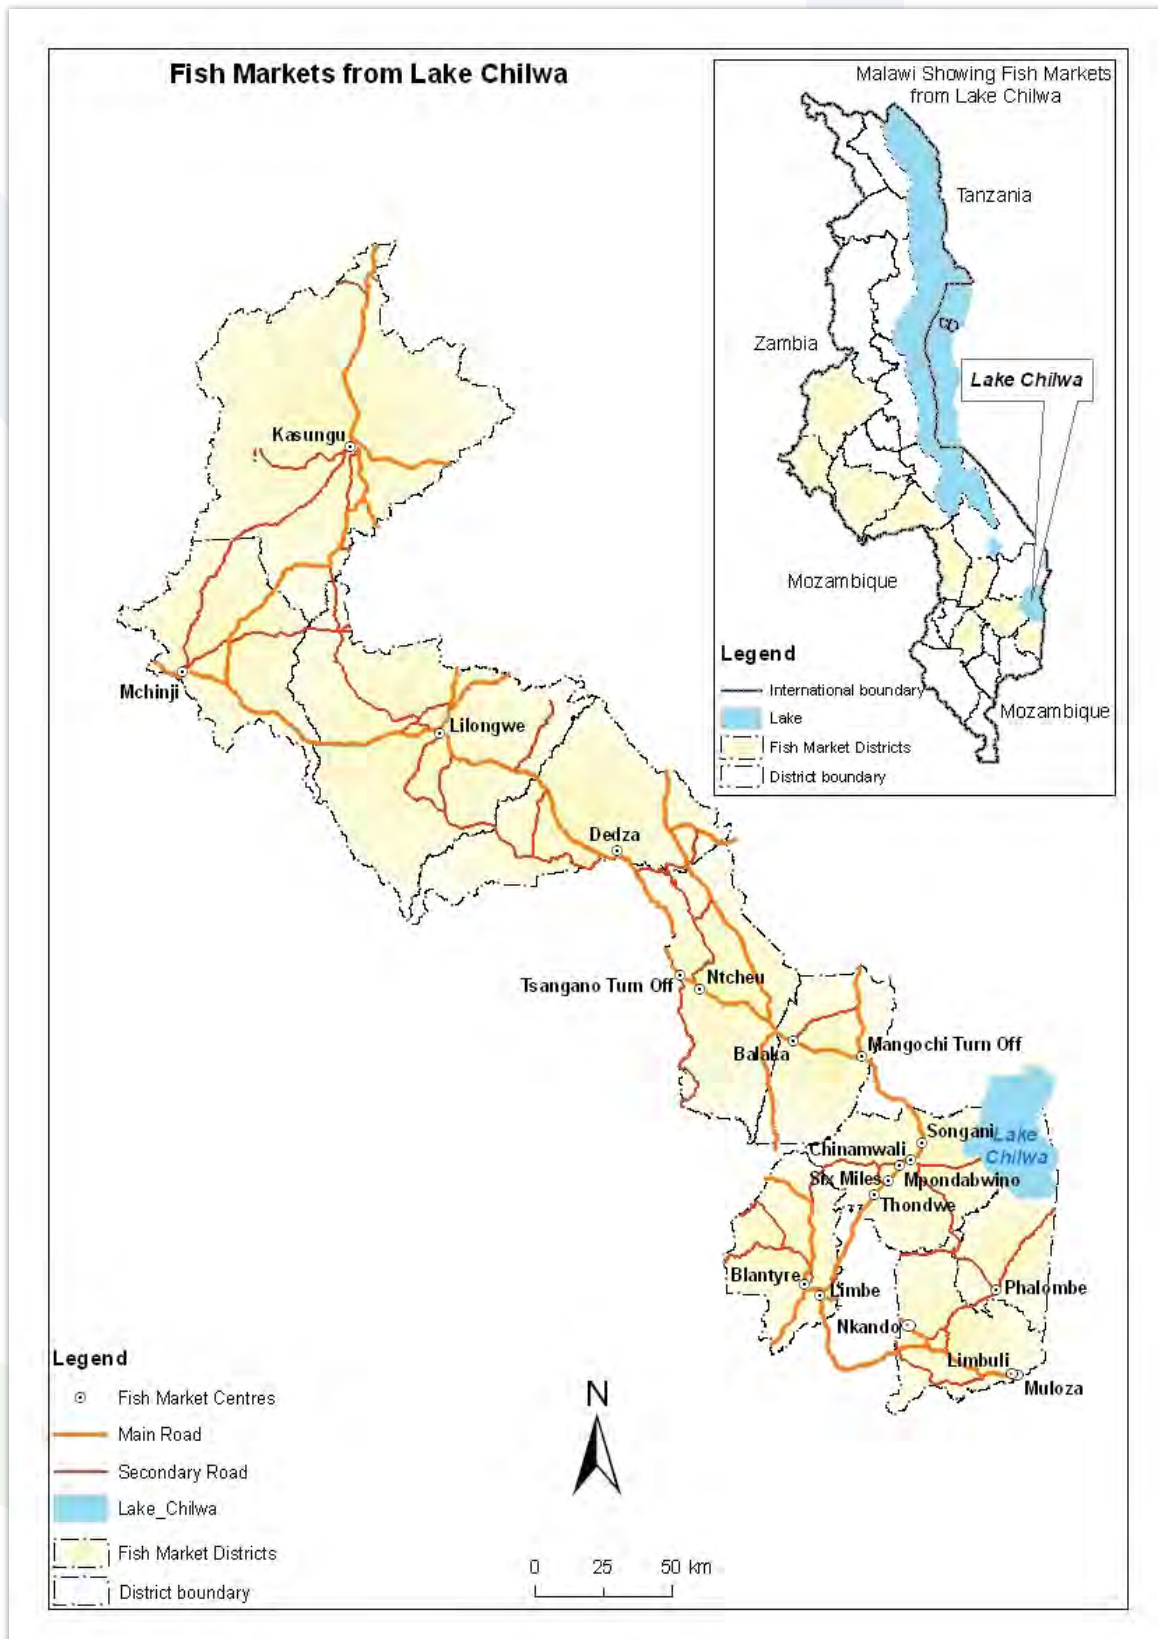 Fish Markets from Lake Chilwa
Malawi Showing Fish Markets
from Lake Chilwa
Tanzania
Zambia
Lake Chilwa
Mozambique
Mozambique
Legend
International boundary
Lake
Fish Market Districts
District boundary
Kasungu
Mchinji
Lilongwe
Dedza
Tsangano Turn Off
Ntcheu
Balaka
Mangochi Turn Off
Songani
Lake
Chilwa
Chinamwali
Six Miles
Mpondabwino
Thondwe
Blantyre
Limbe
Phalombe
Nkando
Limbuli
Muloza
Legend
Fish Market Centres
Main Road
Secondary Road
Lake_Chilwa
Fish Market Districts
District boundary
N
0 25 50 km